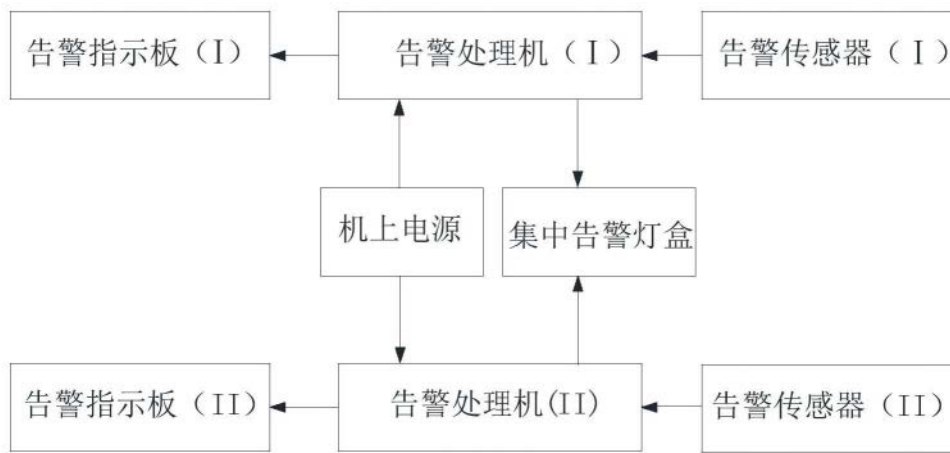 告警指示板（I）
告警处理机（I）
告警传感器（I）
机上电源
集中告警灯盒
告警指示板（II）
告警处理机(II)
告警传感器（II）